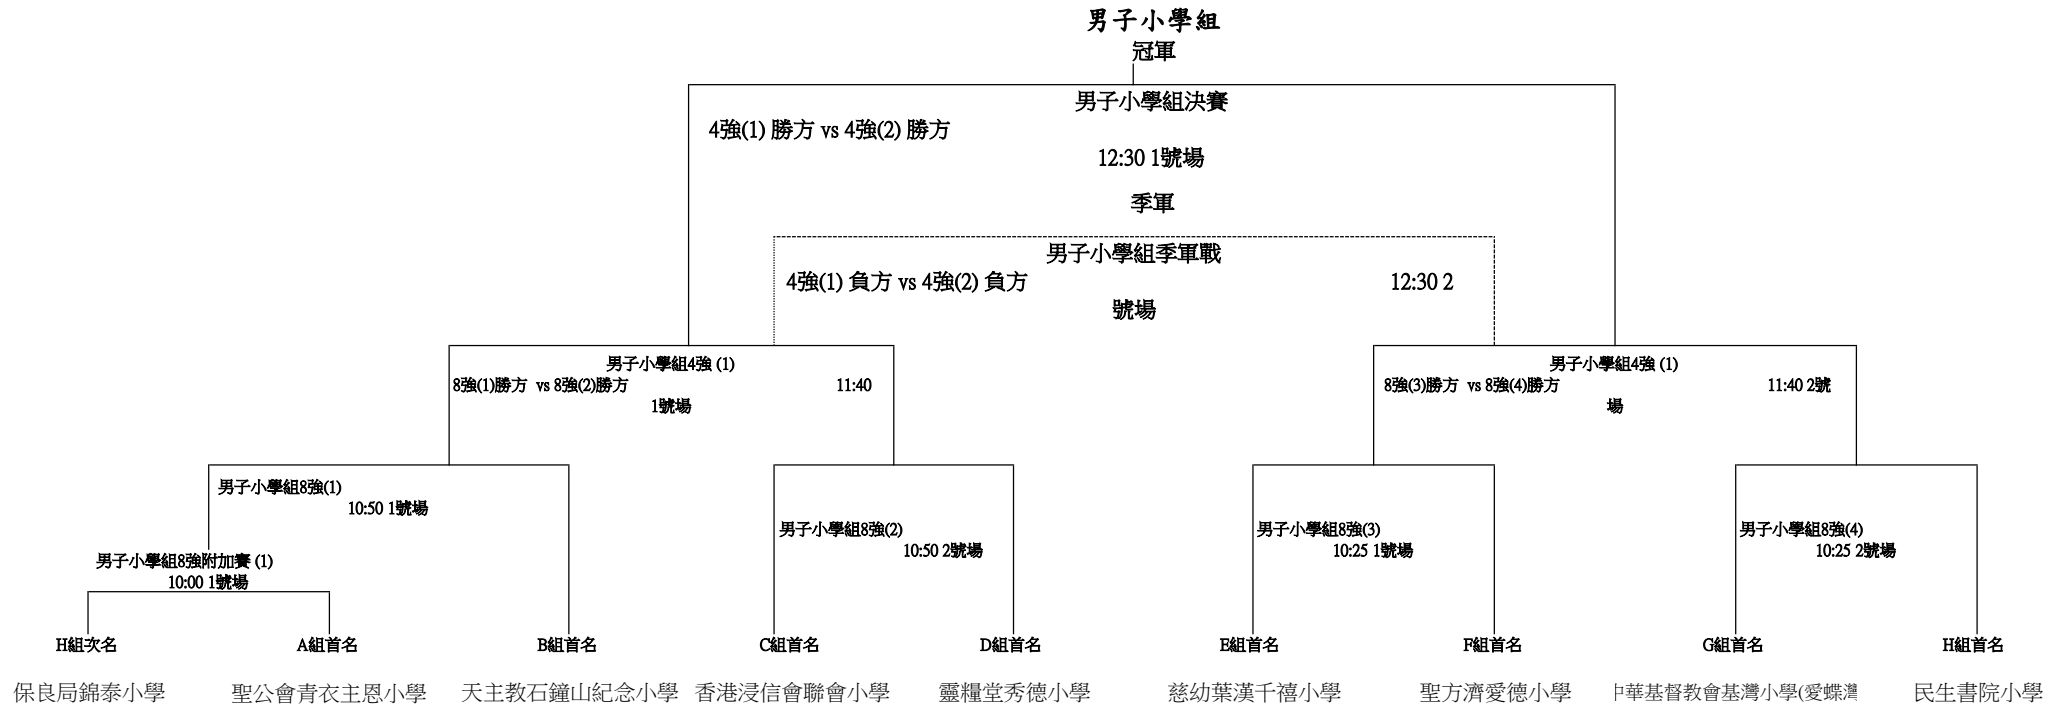 男子小學組
冠軍
男子小學組決賽
4強(1) 勝方 vs 4強(2) 勝方
12:30 1號場
季軍
男子小學組季軍戰
4強(1) 負方 vs 4強(2) 負方 12:30 2
號場
男子小學組4強 (1)
8強(1)勝方 vs 8強(2)勝方 11:40
1號場
男子小學組4強 (1)
8強(3)勝方 vs 8強(4)勝方 11:40 2號
場
男子小學組8強(1)
10:50 1號場
男子小學組8強(2)
10:50 2號場
男子小學組8強(3)
10:25 1號場
男子小學組8強(4)
10:25 2號場
男子小學組8強附加賽 (1)
10:00 1號場
H組次名 A組首名 B組首名 C組首名 D組首名 E組首名 F組首名 G組首名 H組首名
保良局錦泰小學 聖公會青衣主恩小學 天主教石鐘山紀念小學 香港浸信會聯會小學 靈糧堂秀德小學 慈幼葉漢千禧小學 聖方濟愛德小學 中華基督教會基灣小學(愛蝶灣 民生書院小學